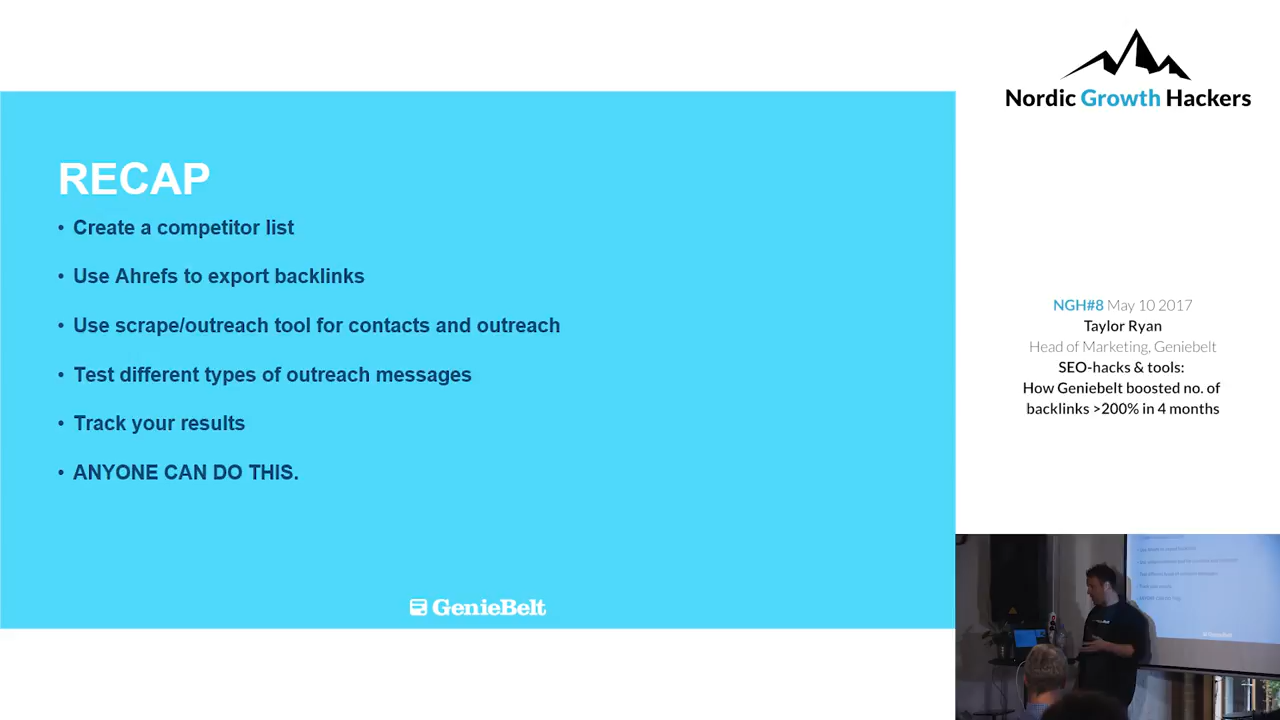 RECAP
• Create a competitor list
• Use Ahrefs to export backlinks
• Use scrape/outreach tool for contacts and outreach
• Test different types of outreach messages
• Track your results
• ANYONE CAN DO THIS.
GenieBelt
Nordic Growth Hackers
NGH#8 May 10 2017
Taylor Ryan
Head of Marketing, Geniebelt
SEO-hacks & tools:
How Geniebelt boosted no. of
backlinks >200% in 4 months